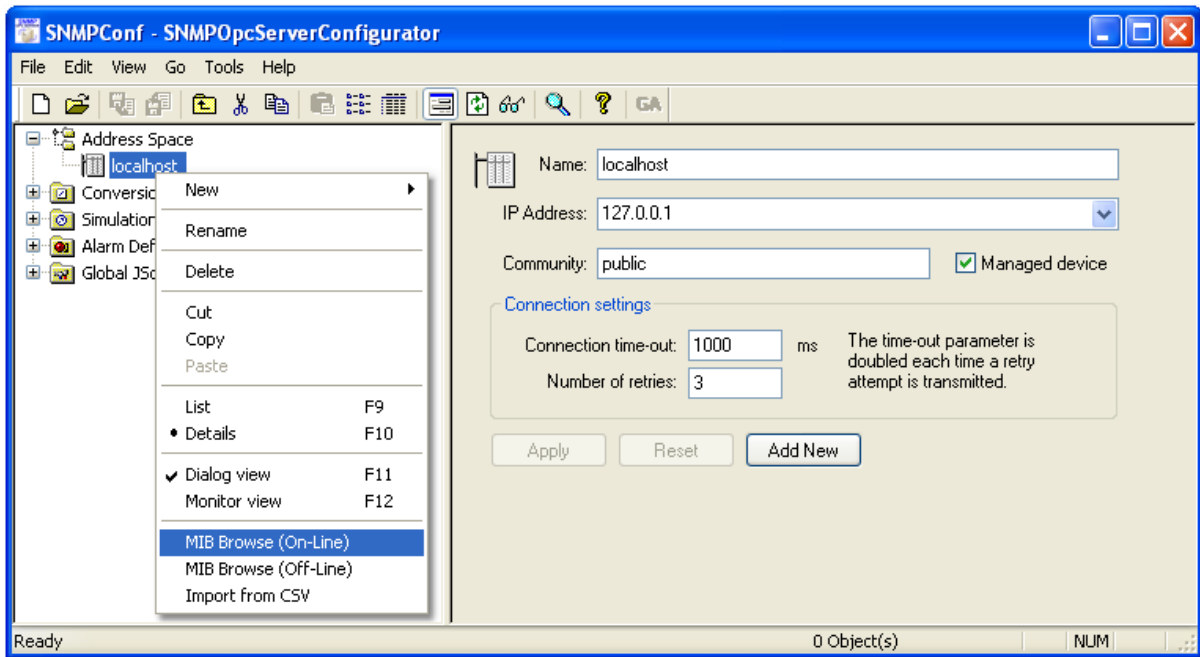 SNMPConf - SNMPOpcServerConfigurator
File Edit View Go Tools Help
GA
Address Space
localhost
Conversic
Simulation
Alarm Def
Global JSc
New
Rename
Delete
Cut
Copy
Paste
List F9
Details F10
Dialog view F11
Monitor view F12
MIB Browse (On-Line)
MIB Browse (Off-Line)
Import from CSV
Name: localhost
IP Address: 127.0.0.1
Community: public Managed device
Connection settings
Connection time-out: 1000 ms
Number of retries: 3
The time-out parameter is
doubled each time a retry
attempt is transmitted.
Apply Reset Add New
Ready 0 Object(s) NUM